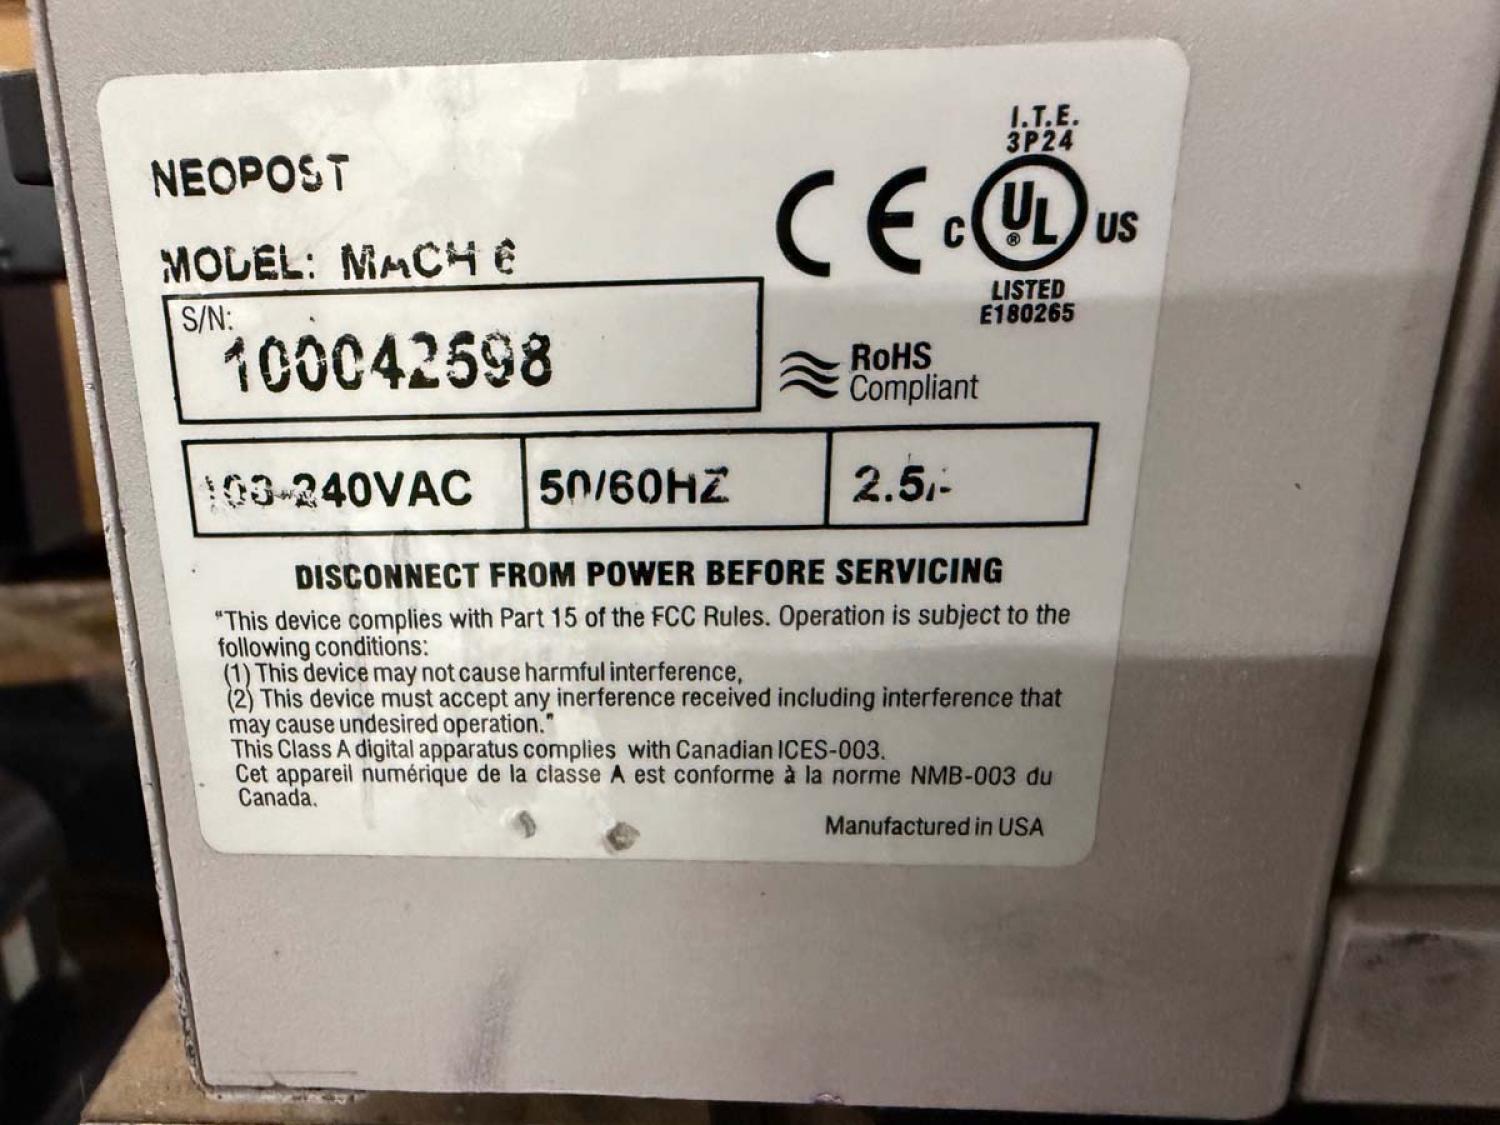 NEOPOST
MODEL: MACH 6
S/N:
100042598
50/60HZ
I.T.E.
3P24
CE
C UL ® US
LISTED
E180265
RoHS
Compliant
DISCONNECT FROM POWER BEFORE SERVICING
"This device complies with Part 15 of the FCC Rules. Operation is subject to the
following conditions:
(1) This device may not cause harmful interference,
(2) This device must accept any inerference received including interference that
may cause undesired operation."
This Class A digital apparatus complies with Canadian ICES-003.
Cet appareil numérique de la classe A est conforme à la norme NMB-003 du
Canada.
Manufactured in USA